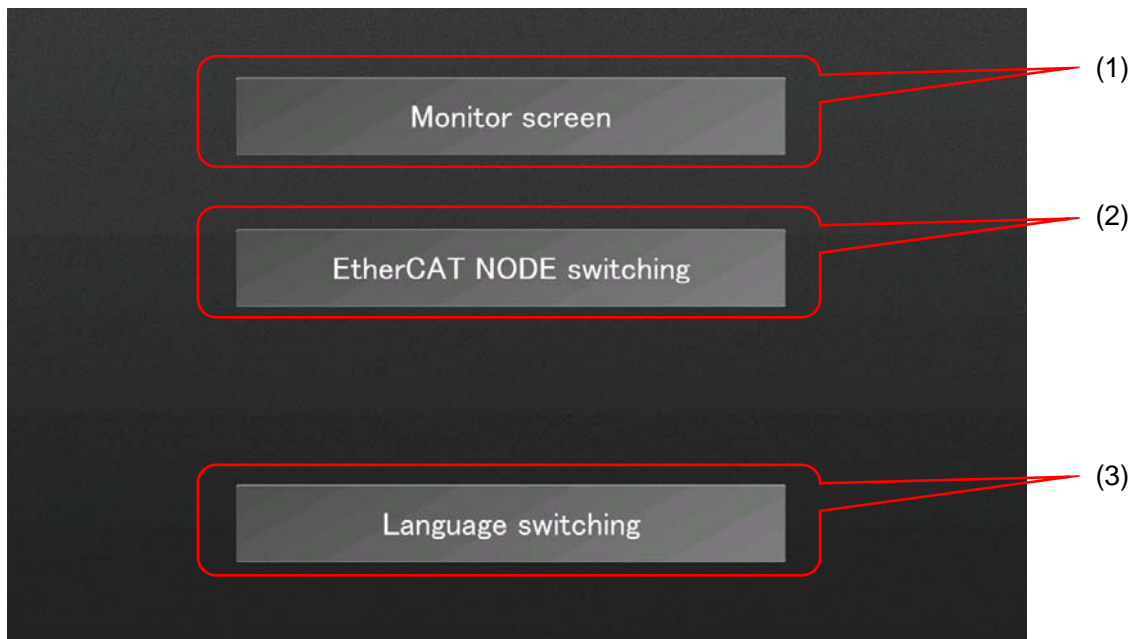 Monitor screen
(1)
EtherCAT NODE switching
(2)
Language switching
(3)